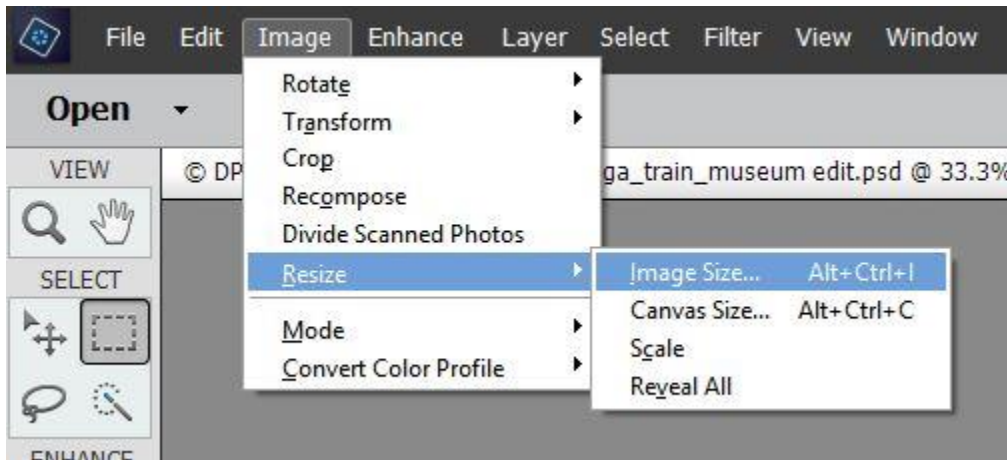 File Edit Image Enhance Layer Select Filter View Window
Open
VIEW
© DP
ga_train_museum edit.psd @ 33.3%
SELECT
ENHANCE
Rotate
Transform
Crop
Recompose
Divide Scanned Photos
Resize
Mode
Convert Color Profile
Image Size... Alt+Ctrl+I
Canvas Size... Alt+Ctrl+C
Scale
Reveal All